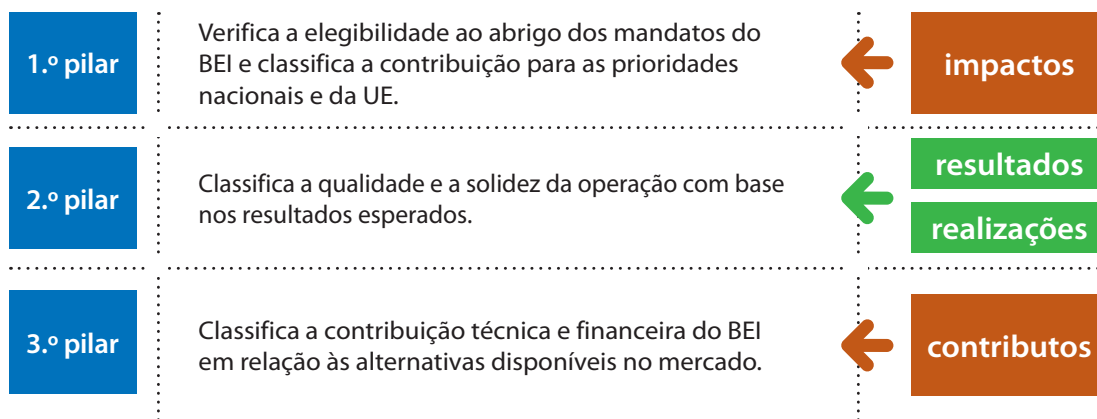 1.º pilar
Verifica a elegibilidade ao abrigo dos mandatos do
BEI e classifica a contribuição para as prioridades
nacionais e da UE.
impactos
2.º pilar
Classifica a qualidade e a solidez da operação com base
nos resultados esperados.
resultados
realizações
3.º pilar
Classifica a contribuição técnica e financeira do BEI
em relação às alternativas disponíveis no mercado.
contributos